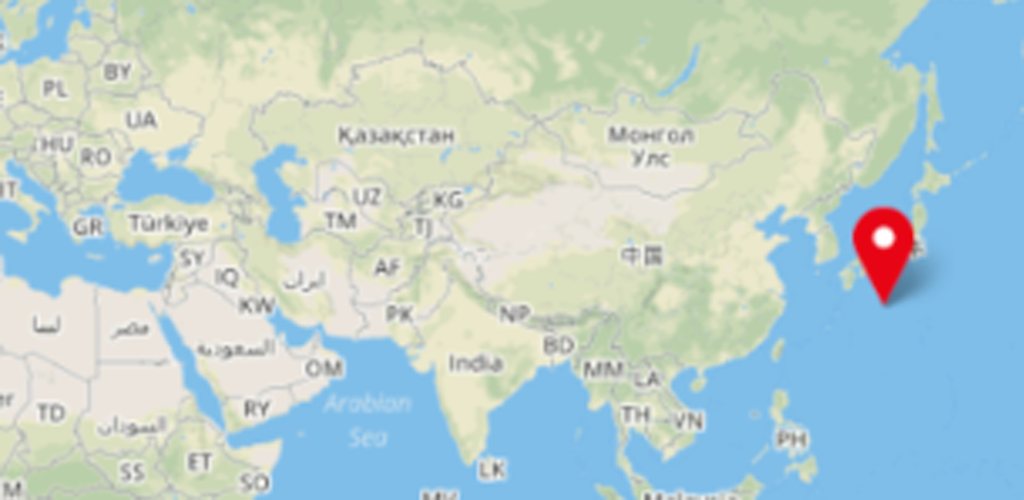 BY
PL
UA
HU
RO
Қазақстан
Монгол
Улс
IT
UZ
KG
GR
Türkiye
TM
TJ
SY
IQ
AF
ایران
中国
KW
PK
NP
ليبيا
مصر
السعودية
BD
India
OM
MM
LA
TD
RY
Arabian
Sea
TH
VN
السودان
PH
SS
ET
LK
SO
MV
Malaysia